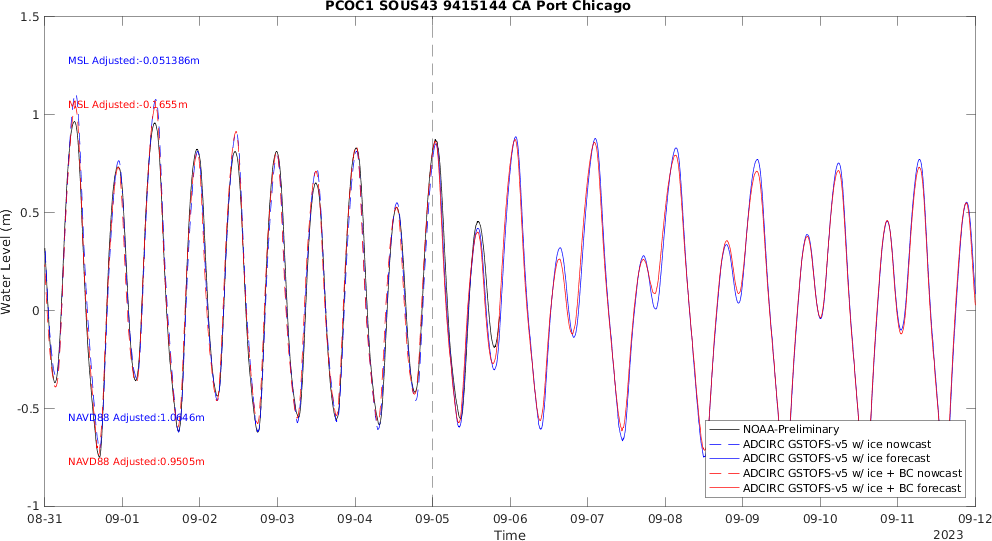 PCOC1 SOUS43 9415144 CA Port Chicago
1.5
1
0.5
0
-0.5
-1
Water Level (m)
MSL Adjusted:-0.051386m
MSL Adjusted:-0.1655m
NAVD88 Adjusted:1.0646m
NAVD88 Adjusted:0.9505m
NOAA-Preliminary
ADCIRC GSTOFS-v5 w/ ice nowcast
ADCIRC GSTOFS-v5 w/ ice forecast
ADCIRC GSTOFS-v5 w/ ice + BC nowcast
ADCIRC GSTOFS-v5 w/ ice + BC forecast
08-31 09-01 09-02 09-03 09-04 09-05 09-06 09-07 09-08 09-09 09-10 09-11 09-12
Time
2023